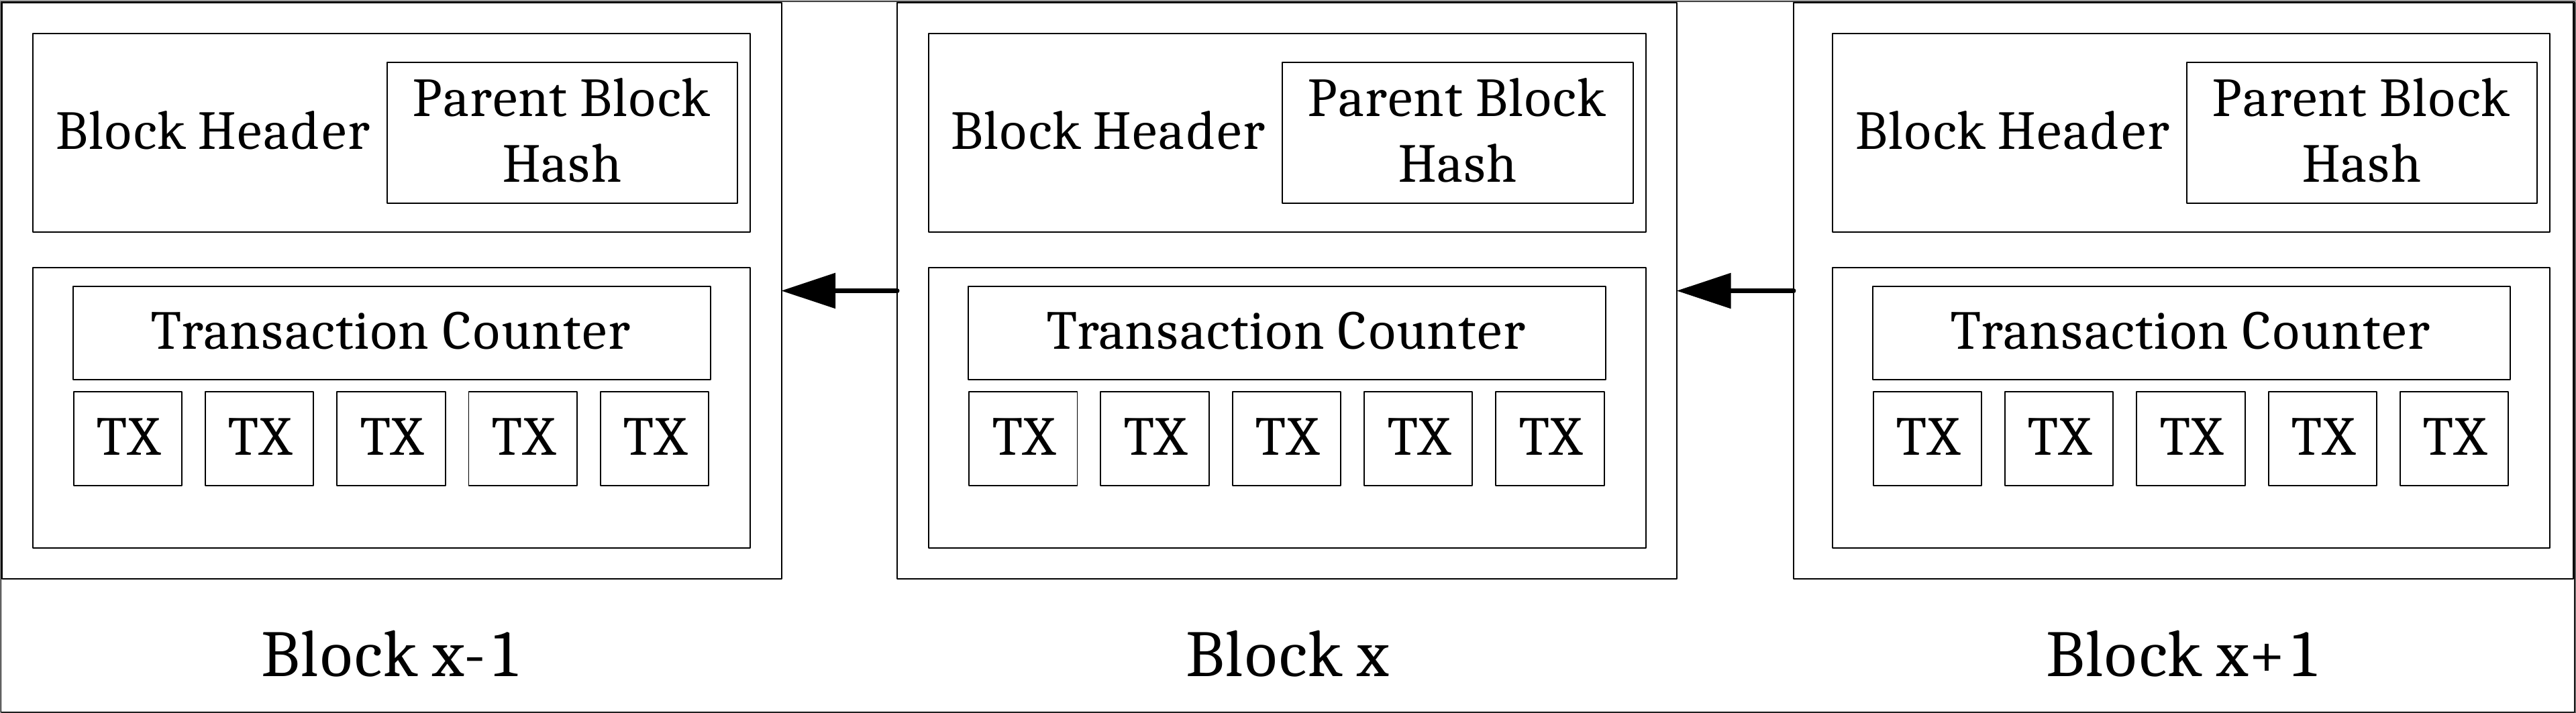 Block Header
Parent Block
Hash
Transaction Counter
TX TX TX TX TX
Block x-1
Block Header
Parent Block
Hash
Transaction Counter
TX TX TX TX TX
Block x
Block Header
Parent Block
Hash
Transaction Counter
TX TX TX TX TX
Block x+1